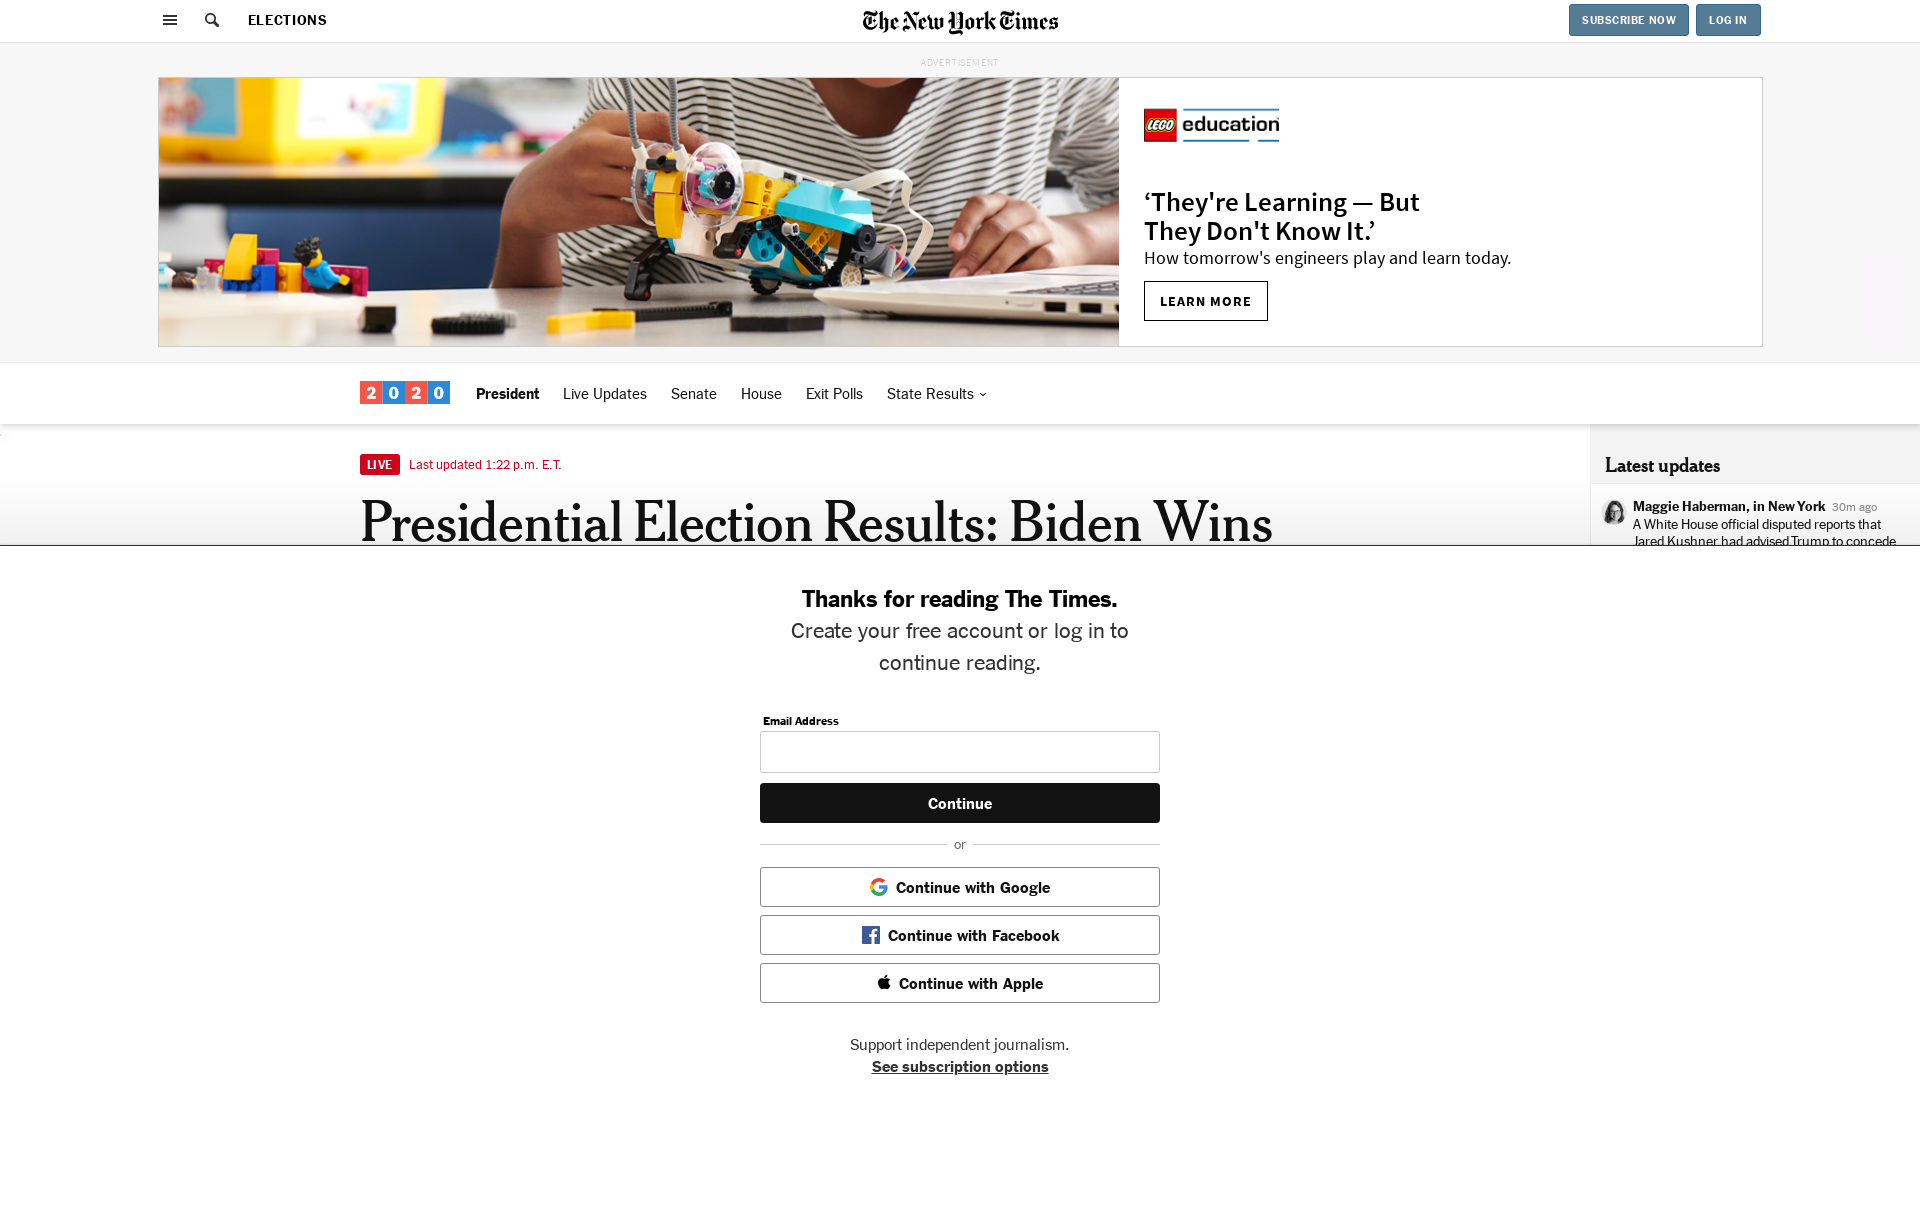 ELECTIONS
The New York Times
SUBSCRIBE NOW
LOG IN
ADVERTISEMENT
LEGO education
‘They're Learning — But
They Don't Know It.’
How tomorrow's engineers play and learn today.
LEARN MORE
2020
President
Live Updates
Senate
House
Exit Polls
State Results
LIVE Last updated 1:22 p.m. E.T.
Presidential Election Results: Biden Wins
Latest updates
Maggie Haberman, in New York 30m ago
A White House official disputed reports that
Jared Kushner had advised Trump to concede
Thanks for reading The Times.
Create your free account or log in to
continue reading.
Email Address
Continue
or
Continue with Google
Continue with Facebook
Continue with Apple
Support independent journalism.
See subscription options